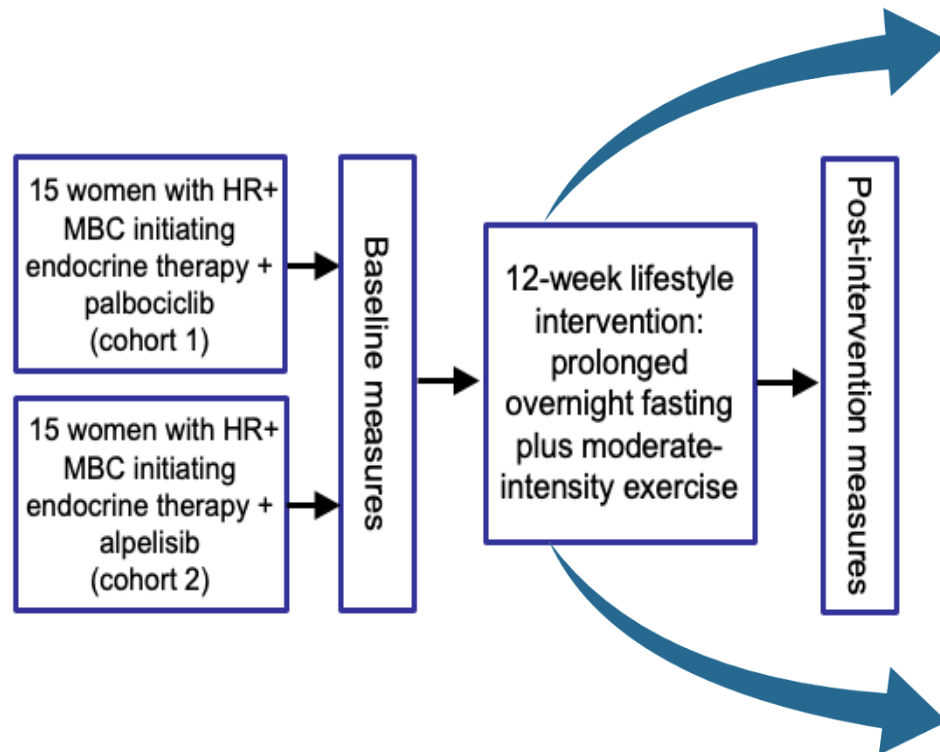 15 women with HR+
MBC initiating
endocrine therapy +
palbociclib
(cohort 1)
15 women with HR+
MBC initiating
endocrine therapy +
alpelisib
(cohort 2)
Baseline measures
12-week lifestyle
intervention:
prolonged
overnight fasting
plus moderate-
intensity exercise
Post-intervention measures